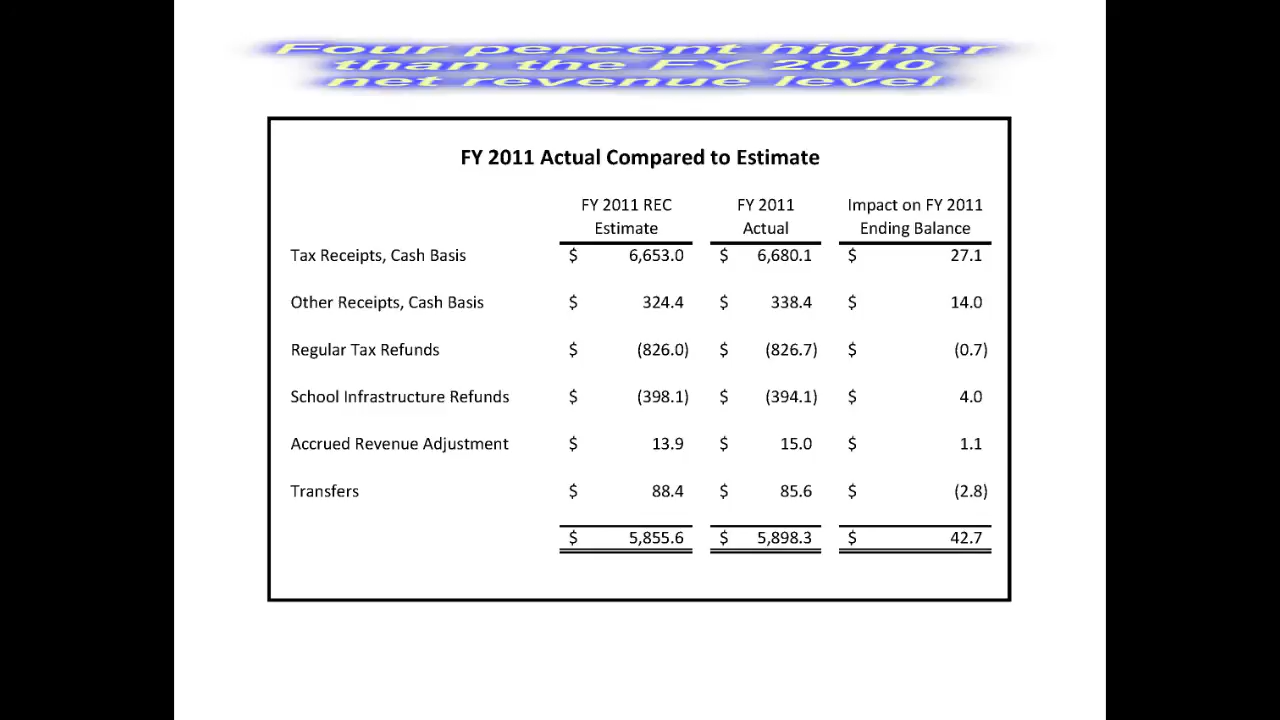 Four percent higher
than the FY 2010
net revenue level
FY 2011 Actual Compared to Estimate
FY 2011 REC FY 2011 Impact on FY 2011
Estimate Actual Ending Balance
Tax Receipts, Cash Basis $ 6,653.0 $ 6,680.1 $ 27.1
Other Receipts, Cash Basis $ 324.4 $ 338.4 $ 14.0
Regular Tax Refunds $ (826.0) $ (826.7) $ (0.7)
School Infrastructure Refunds $ (398.1) $ (394.1) $ 4.0
Accrued Revenue Adjustment $ 13.9 $ 15.0 $ 1.1
Transfers $ 88.4 $ 85.6 $ (2.8)
$ 5,855.6 $ 5,898.3 $ 42.7